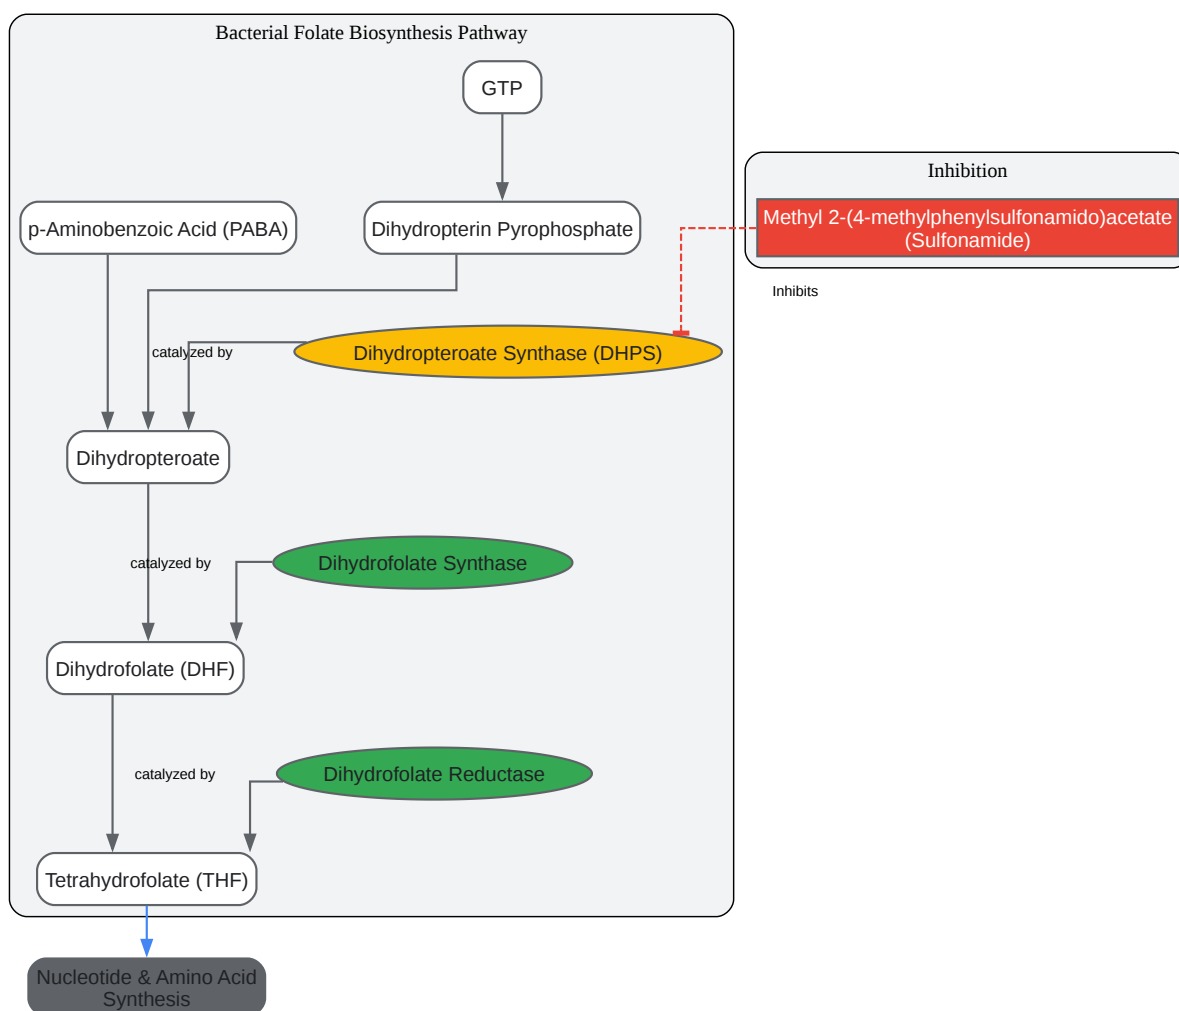 Bacterial Folate Biosynthesis Pathway
GTP
Inhibition
p-Aminobenzoic Acid (PABA)
Dihydropterin Pyrophosphate
Methyl 2-(4-methylphenylsulfonamido)acetate
(Sulfonamide)
Inhibits
catalyzed by
Dihydropteroate Synthase (DHPS)
Dihydropteroate
catalyzed by
Dihydrofolate Synthase
Dihydrofolate (DHF)
catalyzed by
Dihydrofolate Reductase
Tetrahydrofolate (THF)
Nucleotide & Amino Acid
Synthesis